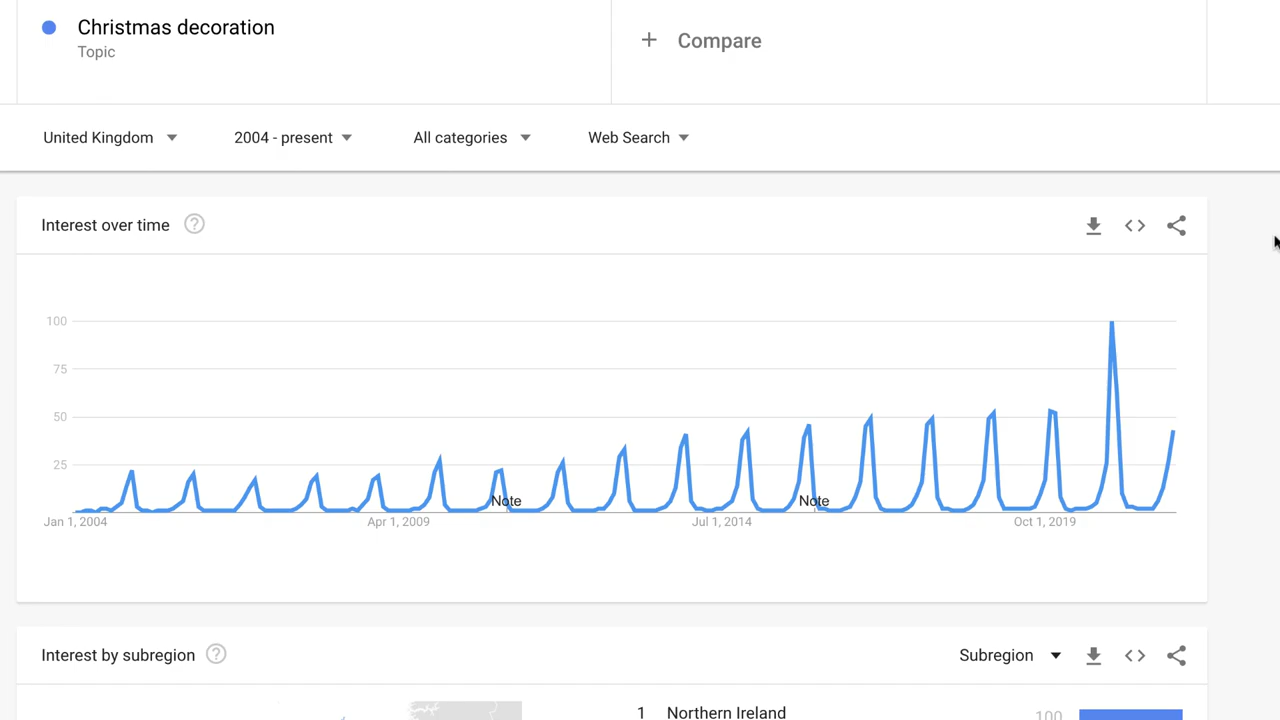 Christmas decoration
Topic
+ Compare
United Kingdom
2004 - present
All categories
Web Search
Interest over time ?
100
75
50
25
Note
Note
Jan 1, 2004
Apr 1, 2009
Jul 1, 2014
Oct 1, 2019
Interest by subregion ?
Subregion
1 Northern Ireland
100